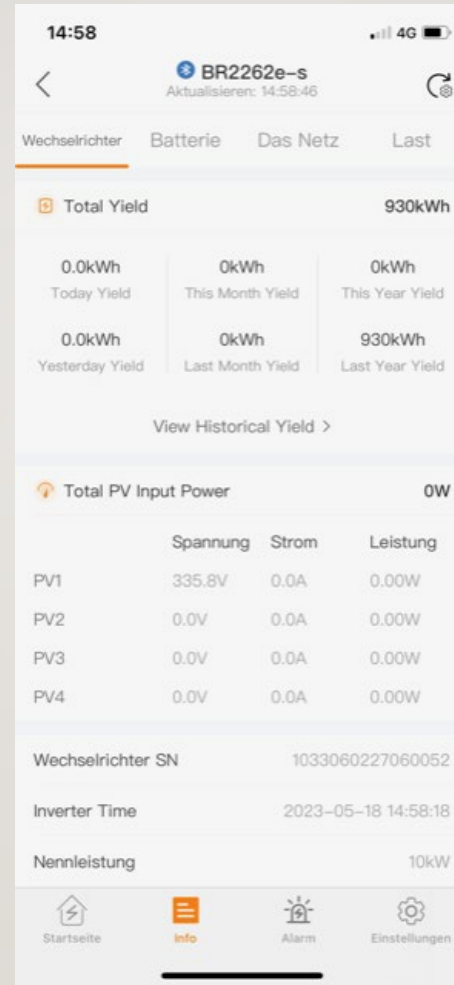 14:58 4G
BR2262e-s
Aktualisieren: 14:58:46
Wechselrichter Batterie Das Netz Last
Total Yield 930kWh
0.0kWh 0kWh 0kWh
Today Yield This Month Yield This Year Yield
0.0kWh 0kWh 930kWh
Yesterday Yield Last Month Yield Last Year Yield
View Historical Yield >
Total PV Input Power 0W
Spannung Strom Leistung
PV1 335.8V 0.0A 0.00W
PV2 0.0V 0.0A 0.00W
PV3 0.0V 0.0A 0.00W
PV4 0.0V 0.0A 0.00W
Wechselrichter SN 1033060227060052
Inverter Time 2023-05-18 14:58:18
Nennleistung 10kW
Startseite Info Alarm Einstellungen